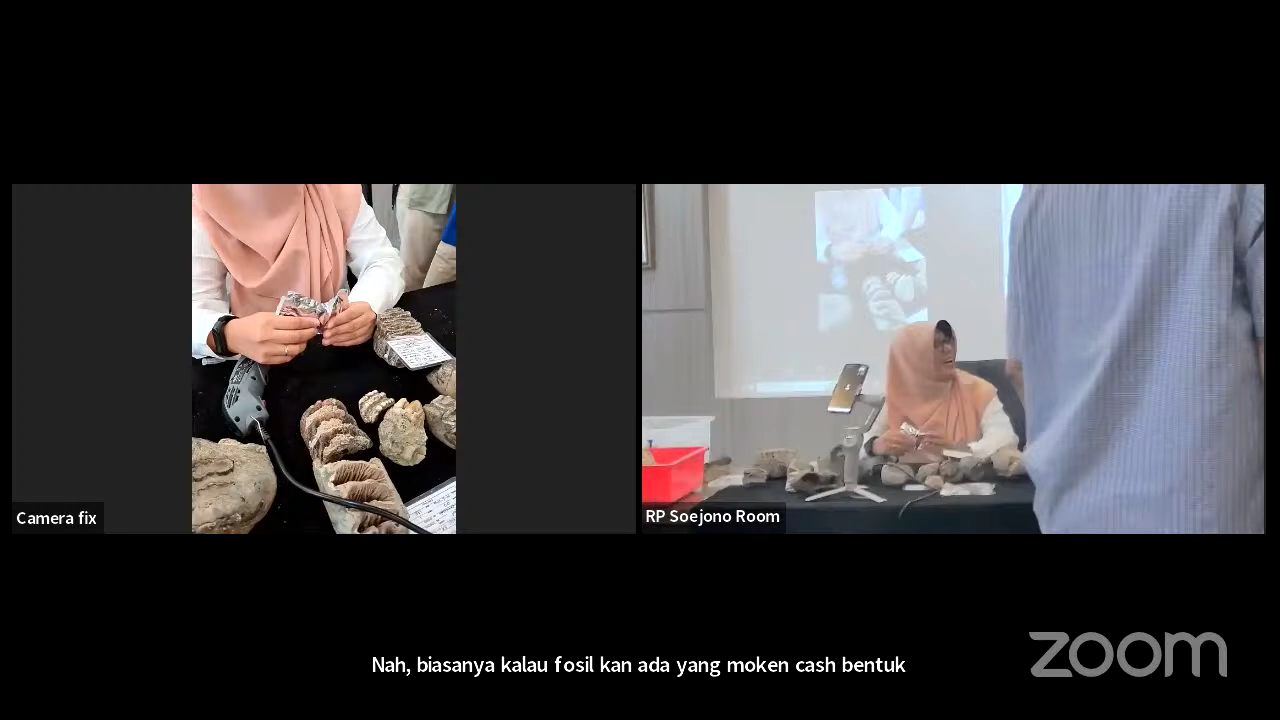 Camera fix
RP Soejono Room
Nah, biasanya kalau fosil kan ada yang moken cash bentuk
zoom